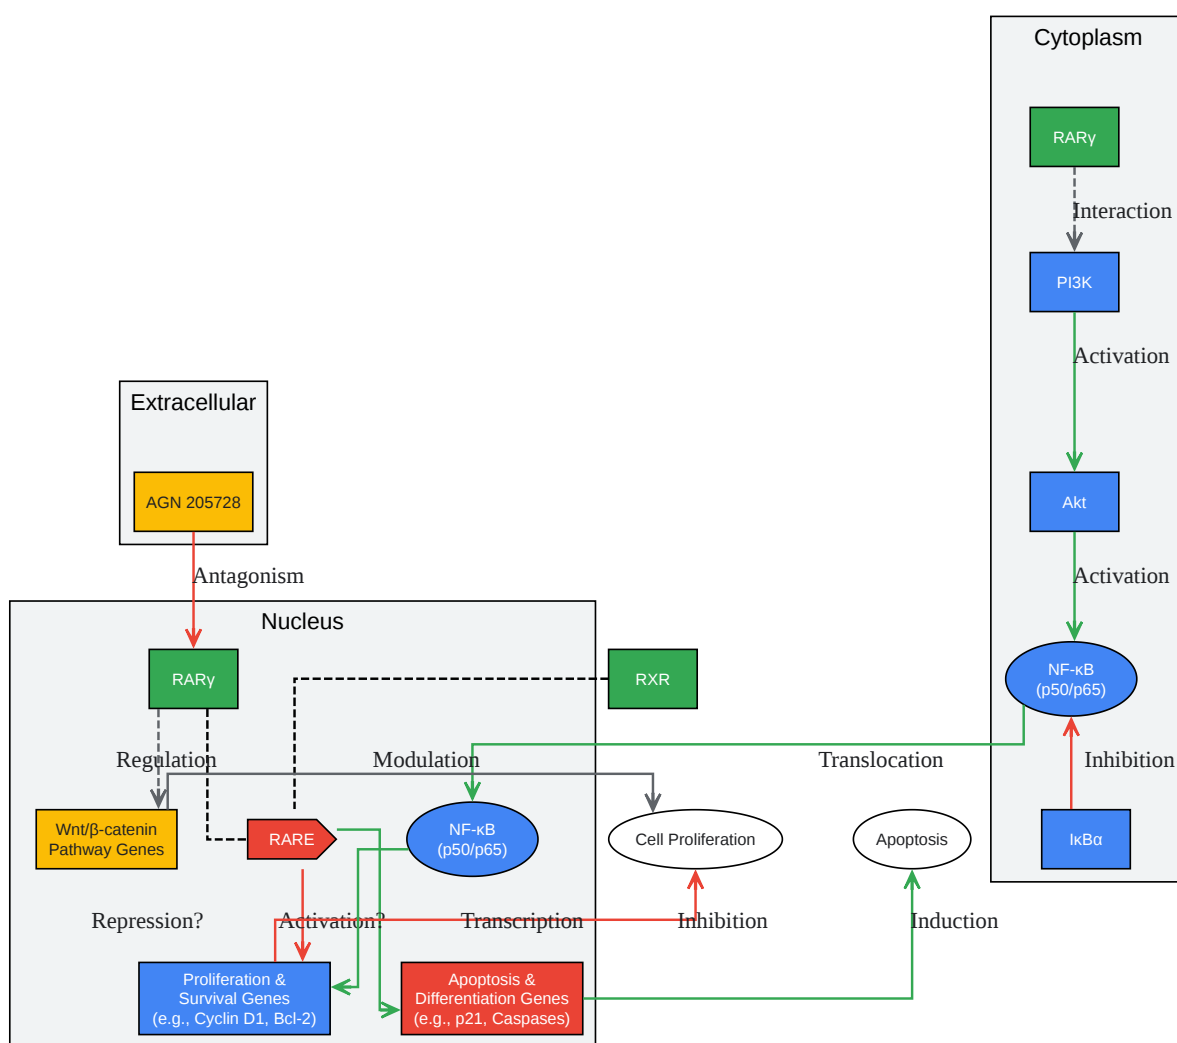 Cytoplasm
RARγ
Interaction
PI3K
Activation
Extracellular
AGN 205728
Akt
Antagonism
Activation
Nucleus
RARγ
RXR
NF-κB
(p50/p65)
Regulation
Modulation
Translocation
Inhibition
Wnt/β-catenin
Pathway Genes
RARE
NF-κB
(p50/p65)
Cell Proliferation
Apoptosis
IκBα
Repression?
Activation?
Transcription
Inhibition
Induction
Proliferation &
Survival Genes
(e.g., Cyclin D1, Bcl-2)
Apoptosis &
Differentiation Genes
(e.g., p21, Caspases)